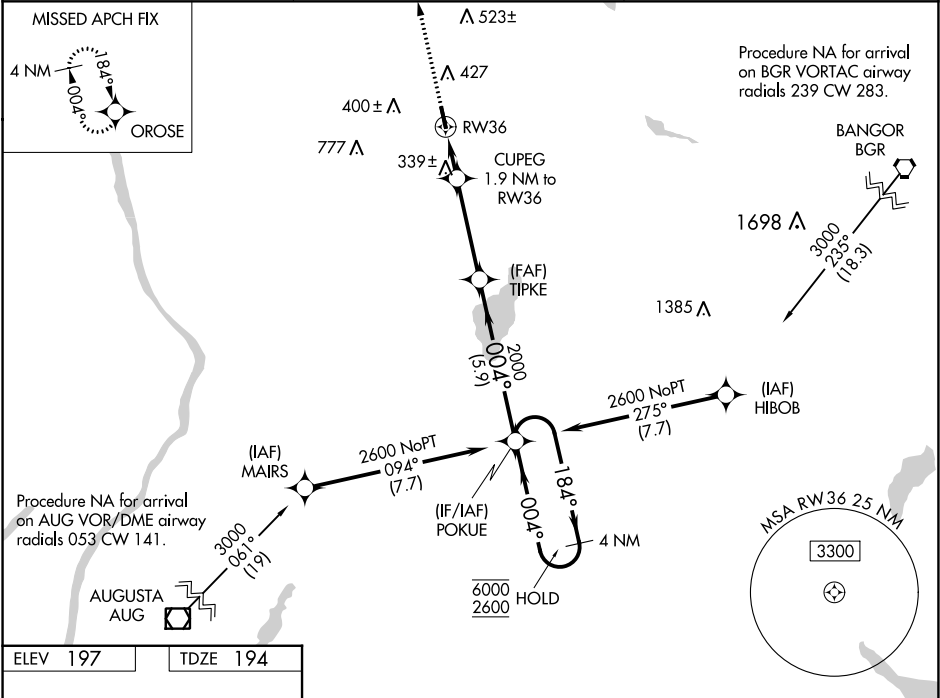 MISSED APCH FIX
4 NM
184°
004°
OROSE
523±
427
400±
RW36
777
339±
CUPEG
1.9 NM to
RW36
Procedure NA for arrival
on BGR VORTAC airway
radials 239 CW 283.
BANGOR
BGR
1698
3000
235°
(18.3)
(FAF)
TIPKE
1385
2000
004°
(5.9)
2600 NoPT
275°
(7.7)
(IAF)
HIBOB
(IAF)
MAIRS
2600 NoPT
094°
(7.7)
(IF/IAF)
POKUE
004°
184°
4 NM
6000
2600
HOLD
Procedure NA for arrival
on AUG VOR/DME airway
radials 053 CW 141.
3000
061°
(19)
AUGUSTA
AUG
MSA RW36 25 NM
3300
ELEV 197
TDZE 194